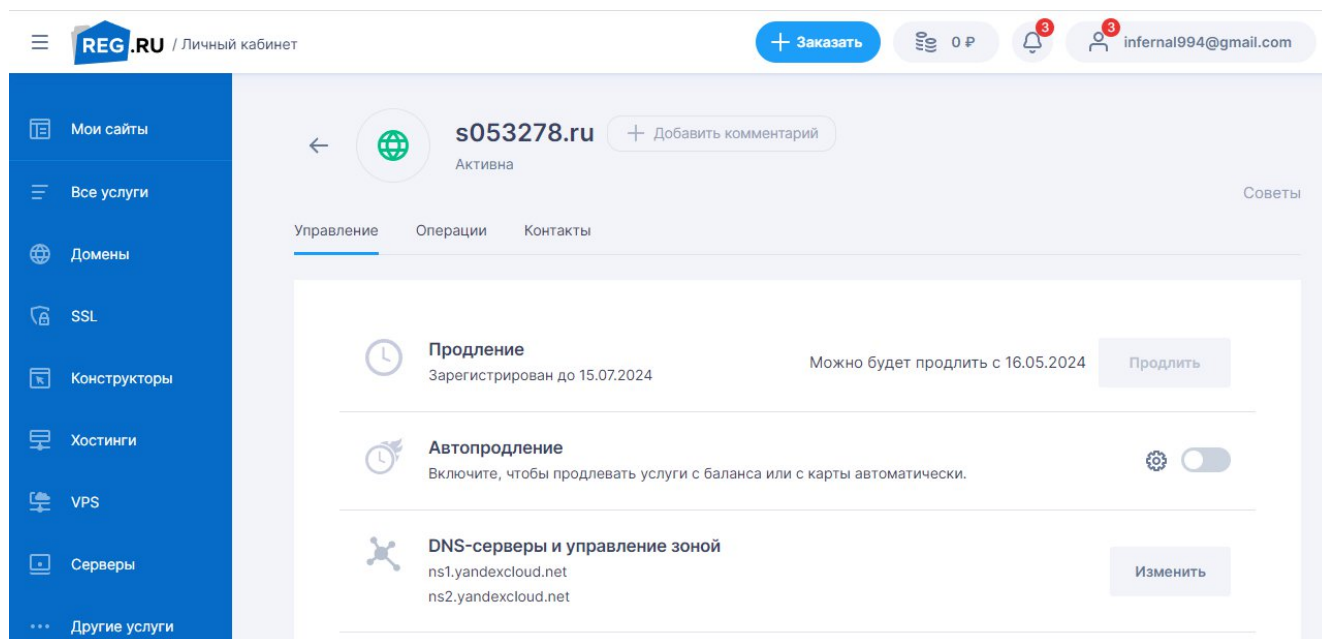 REG.RU / Личный кабинет
+ Заказать
0 ₽
3
3
infernal994@gmail.com
Мои сайты
Все услуги
Домены
SSL
Конструкторы
Хостинги
VPS
Серверы
Другие услуги
s053278.ru
+ Добавить комментарий
Активна
Советы
Управление Операции Контакты
Продление
Зарегистрирован до 15.07.2024
Можно будет продлить с 16.05.2024
Продлить
Автопродление
Включите, чтобы продлевать услуги с баланса или с карты автоматически.
DNS-серверы и управление зоной
ns1.yandexcloud.net
ns2.yandexcloud.net
Изменить